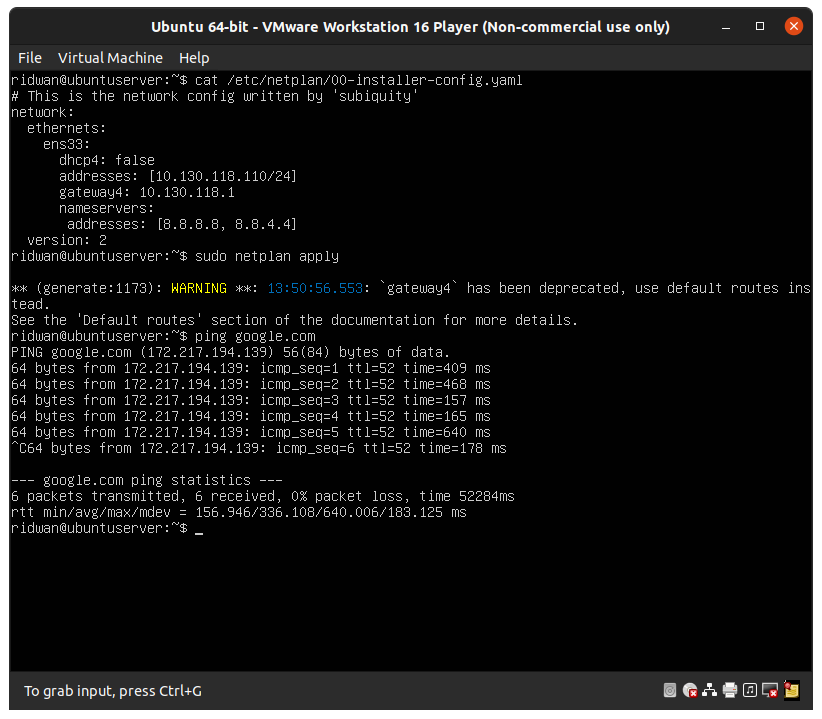 Ubuntu 64-bit - VMware Workstation 16 Player (Non-commercial use only)
File Virtual Machine Help
ridwan@ubuntuserver:~$ cat /etc/netplan/00-installer-config.yaml
# This is the network config written by 'subiquity'
network:
  ethernets:
    ens33:
      dhcp4: false
      addresses: [10.130.118.110/24]
      gateway4: 10.130.118.1
      nameservers:
       addresses: [8.8.8.8, 8.8.4.4]
  version: 2
ridwan@ubuntuserver:~$ sudo netplan apply
** (generate:1173): WARNING **: 13:50:56.553: `gateway4` has been deprecated, use default routes ins
tead.
See the 'Default routes' section of the documentation for more details.
ridwan@ubuntuserver:~$ ping google.com
PING google.com (172.217.194.139) 56(84) bytes of data.
64 bytes from 172.217.194.139: icmp_seq=1 ttl=52 time=409 ms
64 bytes from 172.217.194.139: icmp_seq=2 ttl=52 time=468 ms
64 bytes from 172.217.194.139: icmp_seq=3 ttl=52 time=157 ms
64 bytes from 172.217.194.139: icmp_seq=4 ttl=52 time=165 ms
64 bytes from 172.217.194.139: icmp_seq=5 ttl=52 time=640 ms
^C64 bytes from 172.217.194.139: icmp_seq=6 ttl=52 time=178 ms
--- google.com ping statistics ---
6 packets transmitted, 6 received, 0% packet loss, time 52284ms
rtt min/avg/max/mdev = 156.946/336.108/640.006/183.125 ms
ridwan@ubuntuserver:~$ _
To grab input, press Ctrl+G